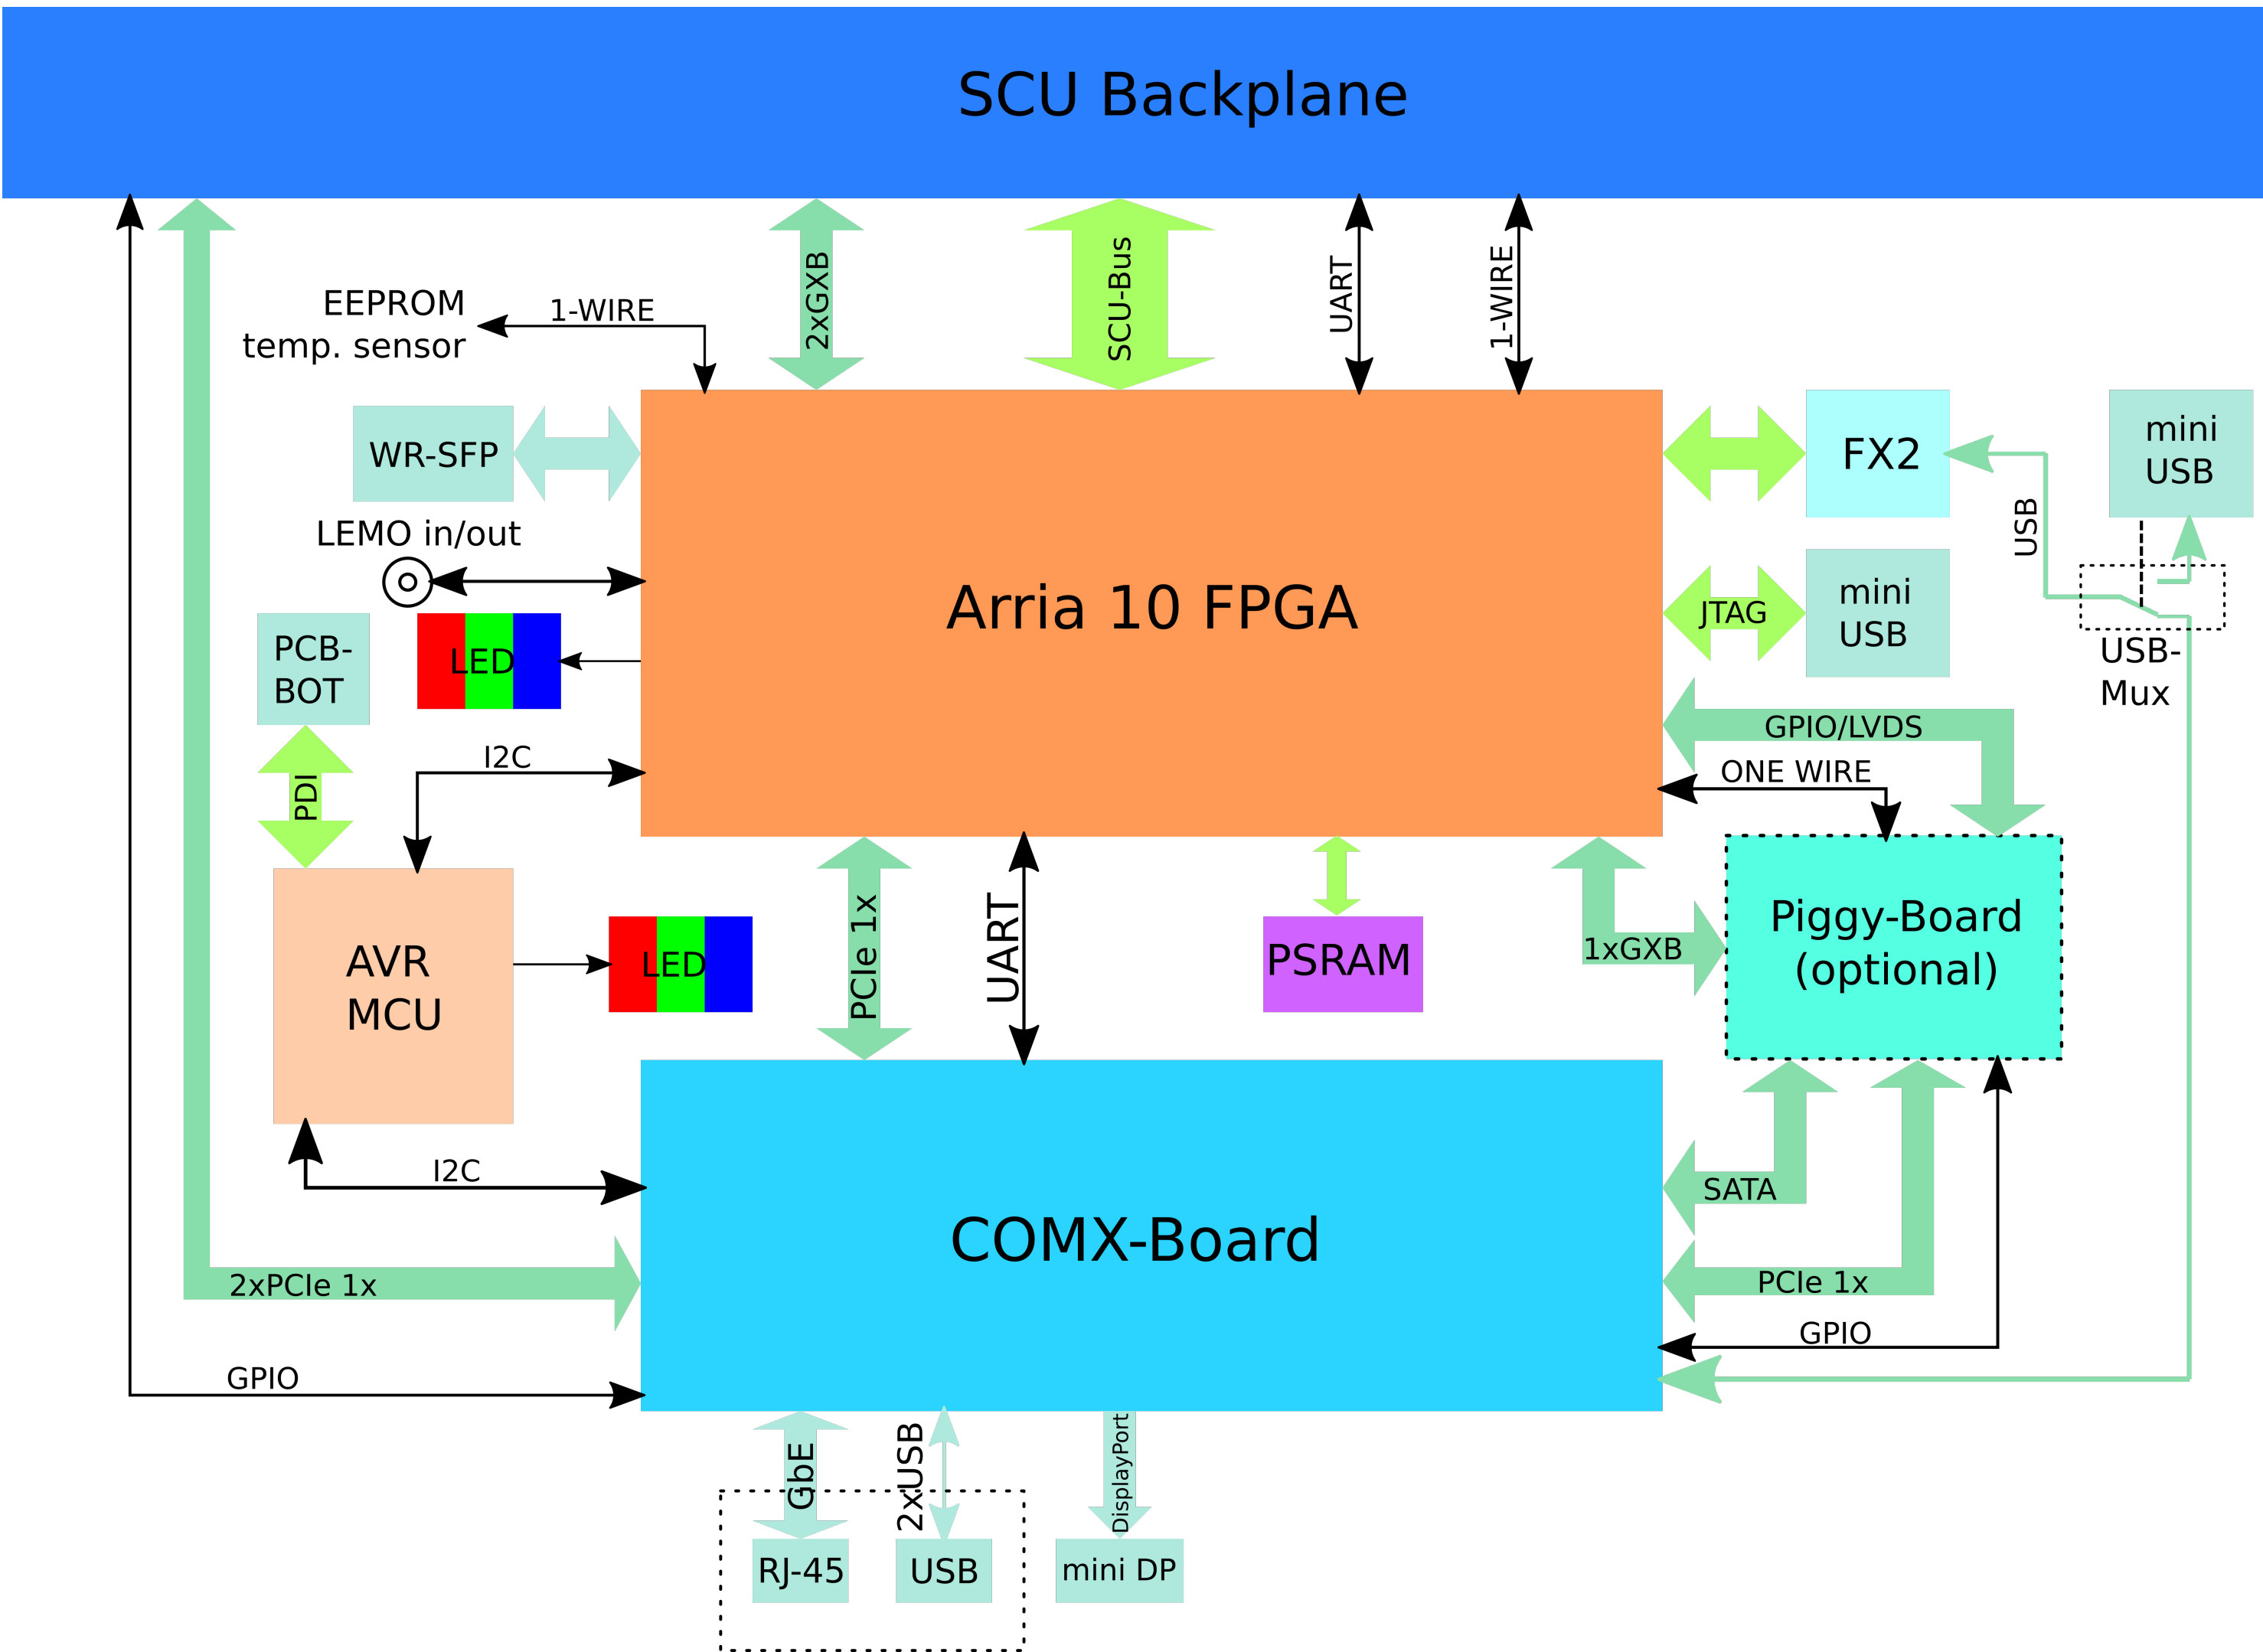 SCU Backplane
2xGXB
SCU-Bus
UART
1-WIRE
EEPROM
temp. sensor
1-WIRE
WR-SFP
LEMO in/out
PCB-
BOT
LED
Arria 10 FPGA
FX2
mini
USB
USB
JTAG
mini
USB
USB-
Mux
GPIO/LVDS
ONE WIRE
I2C
PDI
AVR
MCU
LED
PCIe 1x
UART
PSRAM
1xGXB
Piggy-Board
(optional)
I2C
COMX-Board
SATA
2xPCIe 1x
PCIe 1x
GPIO
GPIO
GbE
2xUSB
DisplayPort
RJ-45
USB
mini DP